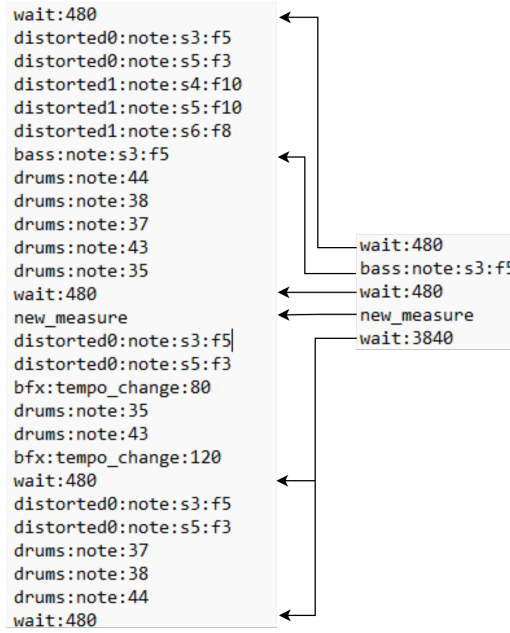 wait:480
distorted0:note:s3:f5
distorted0:note:s5:f3
distorted1:note:s4:f10
distorted1:note:s5:f10
distorted1:note:s6:f8
bass:note:s3:f5
drums:note:44
drums:note:38
drums:note:37
drums:note:43
drums:note:35
wait:480
new_measure
distorted0:note:s3:f5
distorted0:note:s5:f3
bfx:tempo_change:80
drums:note:35
drums:note:43
bfx:tempo_change:120
wait:480
distorted0:note:s3:f5
distorted0:note:s5:f3
drums:note:37
drums:note:38
drums:note:44
wait:480
wait:480
bass:note:s3:f5
wait:480
new_measure
wait:3840